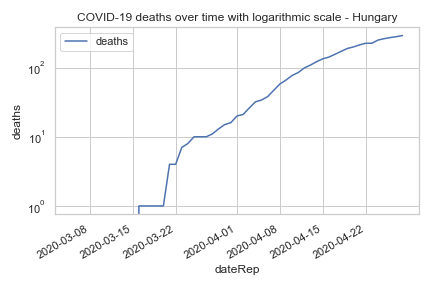 COVID-19 deaths over time with logarithmic scale - Hungary
deaths
deaths
10²
10¹
10⁰
2020-03-08
2020-03-15
2020-03-22
2020-04-01
2020-04-08
2020-04-15
2020-04-22
dateRep